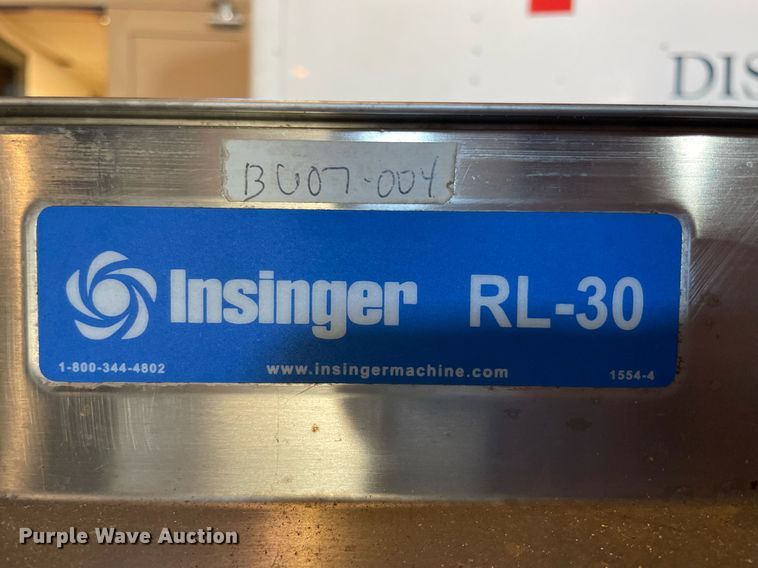 DIS
BU07-004
Insinger RL-30
1-800-344-4802 www.insingermachine.com 1554-4
Purple Wave Auction